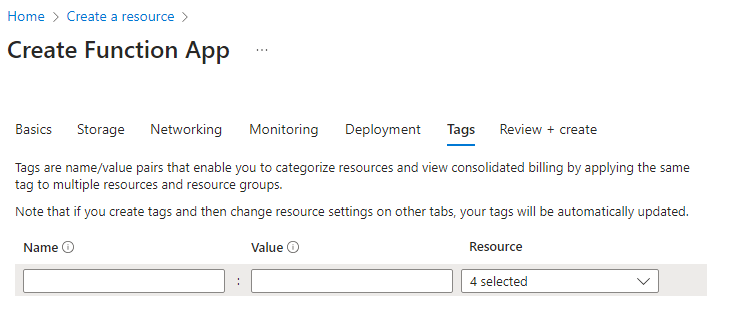 Home > Create a resource >
Create Function App ...
Basics Storage Networking Monitoring Deployment Tags Review + create
Tags are name/value pairs that enable you to categorize resources and view consolidated billing by applying the same
tag to multiple resources and resource groups.
Note that if you create tags and then change resource settings on other tabs, your tags will be automatically updated.
Name Value Resource
: 4 selected